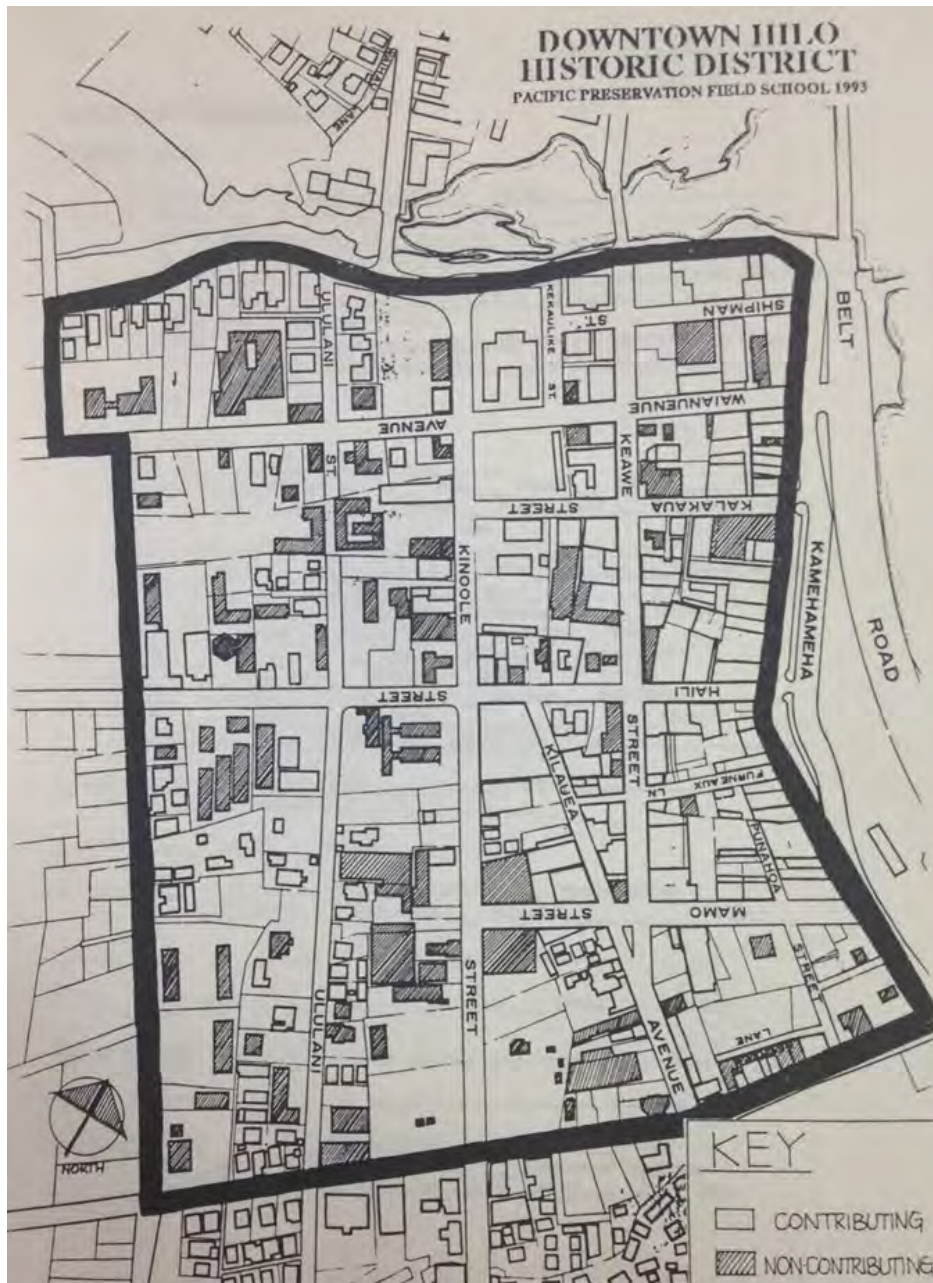 DOWNTOWN HILO
HISTORIC DISTRICT
PACIFIC PRESERVATION FIELD SCHOOL 1993
LANE
ULULANI
KEKAULIKE ST.
ST.
SHIPMAN
BELT
WAIANUENUE
AVENUE
ST.
KEAWE
STREET
KALAKAUA
KINOOLE
KAMEHAMEHA
ROAD
STREET
HAILI
KILAUEA
STREET
LN.
FURNEAUX
PUNAHOA
STREET
MAMO
STREET
STREET
ULULANI
AVENUE
LANE
NORTH
KEY
CONTRIBUTING
NON-CONTRIBUTING